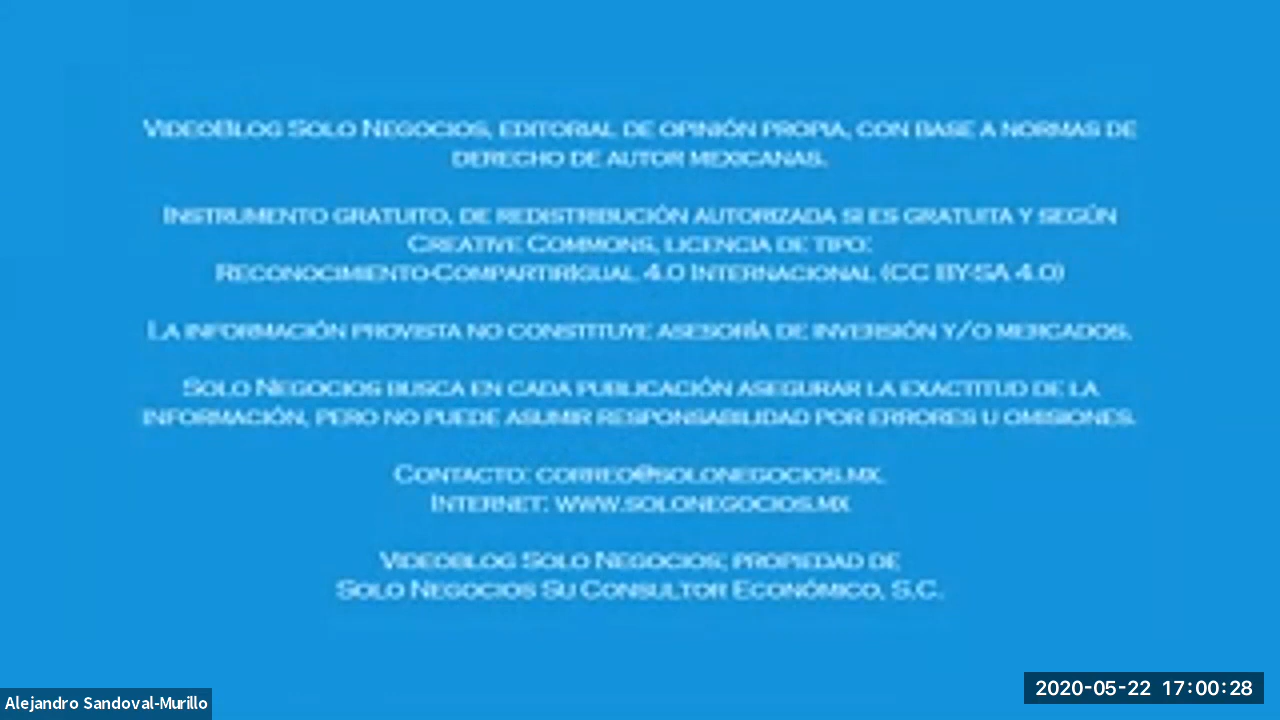 VideoBlog Solo Negocios, editorial de opinión propia, con base a normas de
derecho de autor mexicanas.
Instrumento gratuito, de redistribución autorizada si es gratuita y según
Creative Commons, licencia de tipo:
Reconocimiento-CompartirIgual 4.0 Internacional (CC BY-SA 4.0)
La información provista no constituye asesoría de inversión y/o mercados.
Solo Negocios busca en cada publicación asegurar la exactitud de la
información, pero no puede asumir responsabilidad por errores u omisiones.
Contacto: correo@solonegocios.mx.
Internet: www.solonegocios.mx
Videoblog Solo Negocios; propiedad de
Solo Negocios Su Consultor Económico, S.C.
Alejandro Sandoval-Murillo
2020-05-22 17:00:28